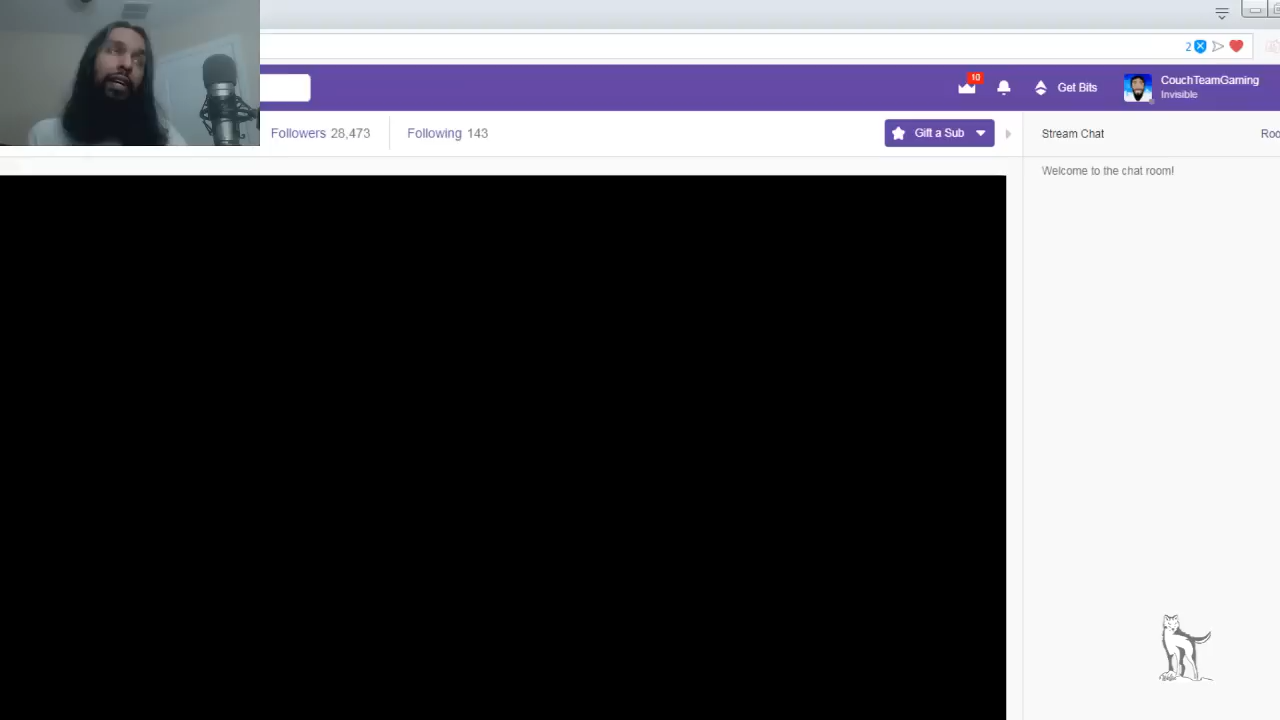 2
10
Get Bits
CouchTeamGaming
Invisible
Followers 28,473
Following 143
Gift a Sub
Stream Chat
Welcome to the chat room!